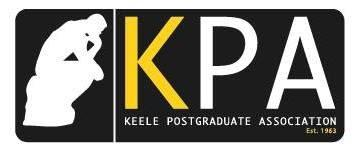 KPA
KEELE POSTGRADUATE ASSOCIATION
Est. 1963